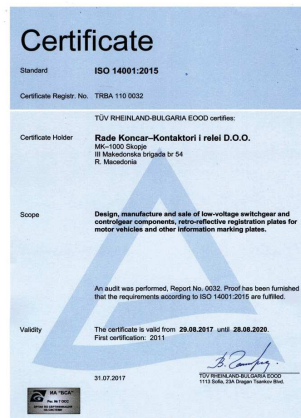 Certificate
Standard ISO 14001:2015
Certificate Registr. No. TRBA 110 0032
TÜV RHEINLAND-BULGARIA EOOD certifies:
Certificate Holder Rade Koncar–Kontaktori i relei D.O.O.
MK–1000 Skopje
III Makedonska brigada br 54
R. Macedonia
Scope Design, manufacture and sale of low-voltage switchgear and
controlgear components, retro-reflective registration plates for
motor vehicles and other information marking plates.
An audit was performed, Report No. 0032. Proof has been furnished
that the requirements according to ISO 14001:2015 are fulfilled.
Validity The certificate is valid from 29.08.2017 until 28.08.2020.
First certification: 2011
31.07.2017
TÜV RHEINLAND-BULGARIA EOOD
1113 Sofia, 23A Dragan Tsankov Blvd.
ИА "БСА"